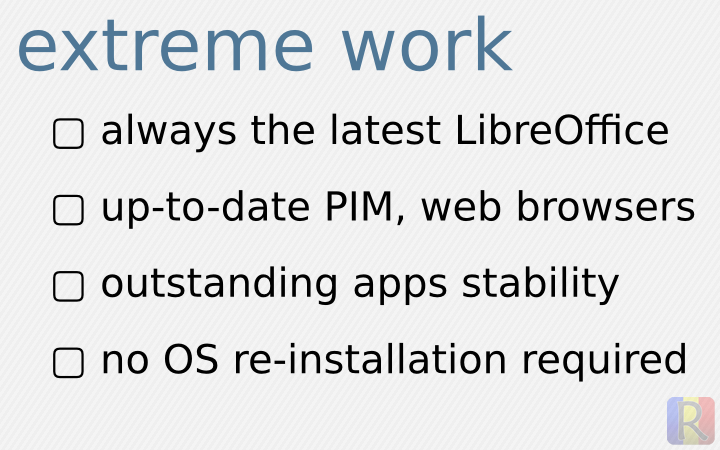 extreme work
▢ always the latest LibreOffice
▢ up-to-date PIM, web browsers
▢ outstanding apps stability
▢ no OS re-installation required
R